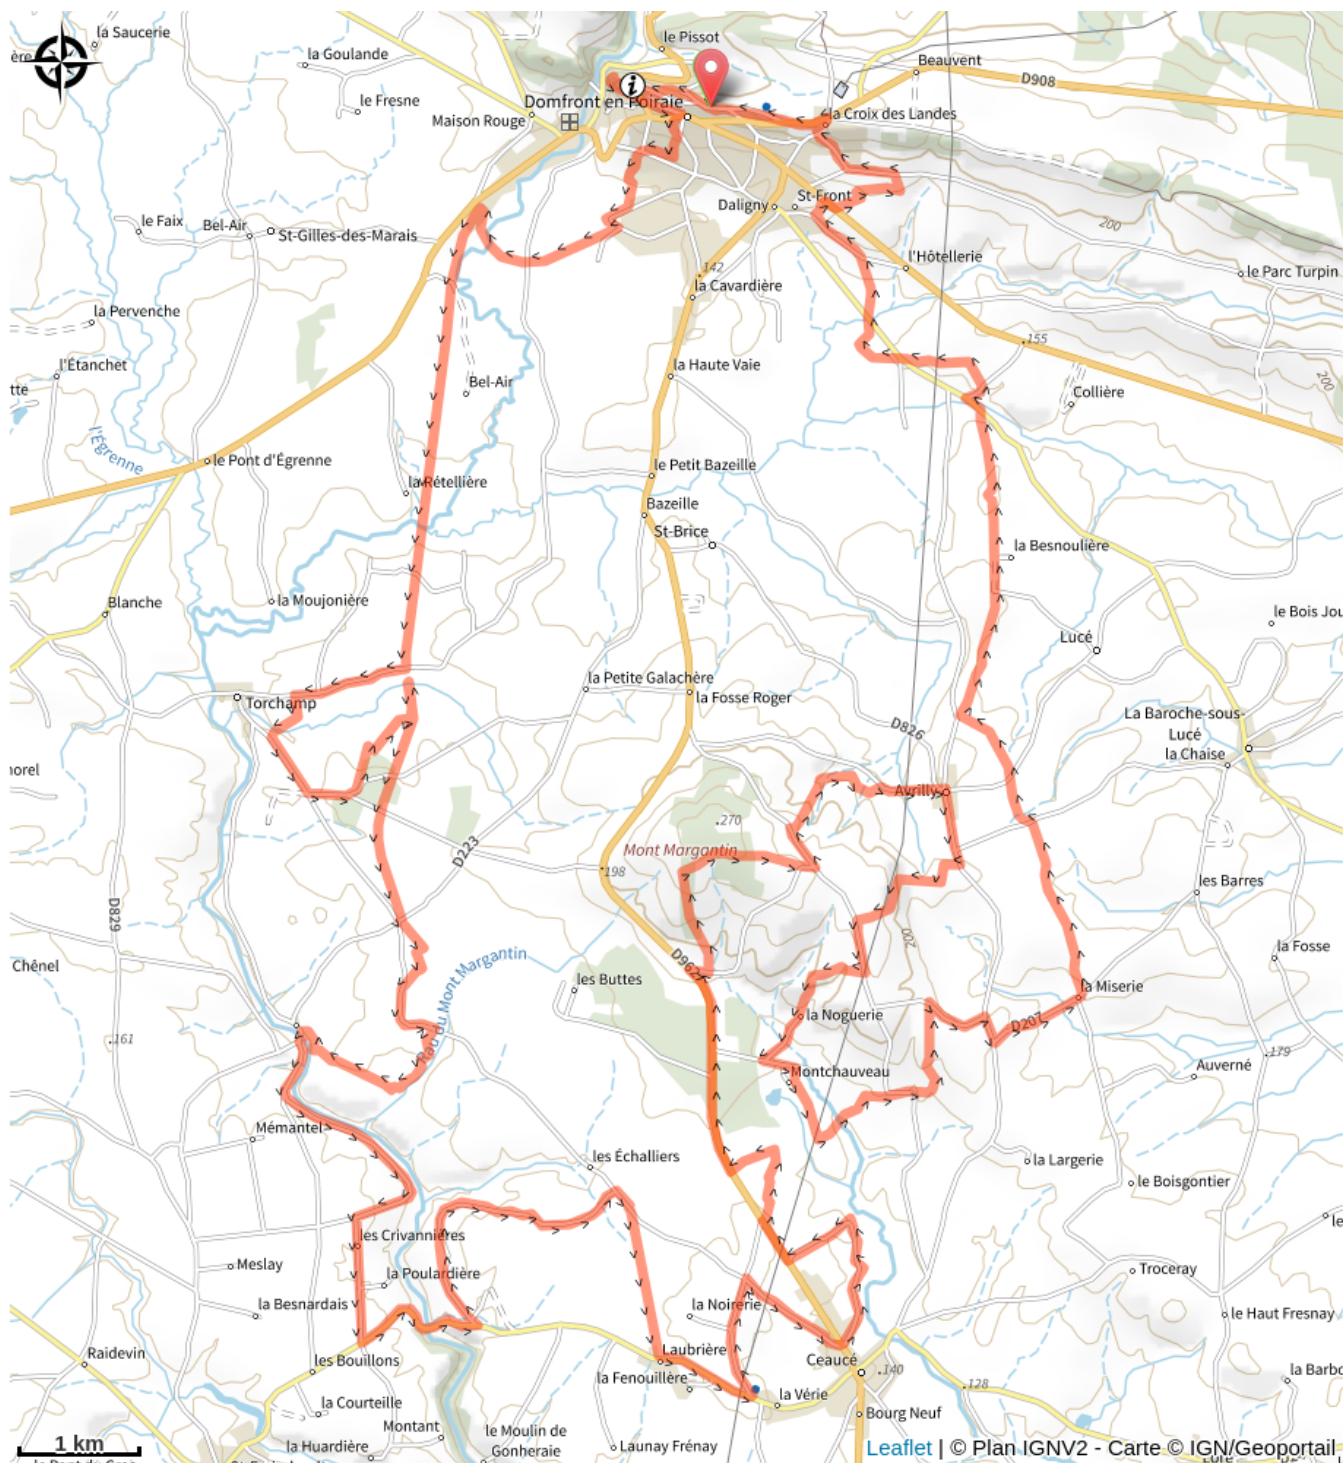 la Saucerie
le Pissot
la Goulande
Beauvent
D908
le Fresne
Domfront en Poiraie
Maison Rouge
la Croix des Landes
St-Front
Daligny
le Faix
Bel-Air
St-Gilles-des-Marais
200
l'Hôtellerie
142
la Cavardière
le Parc Turpin
la Pervenche
155
l'Étanchet
la Haute Vaie
tte
Bel-Air
Collière
200
l'Égrenne
le Pont d'Égrenne
le Petit Bazeille
la Rétellière
Bazeille
St-Brice
la Besnoulière
Blanche
la Moujonière
le Bois Jou
Lucé
la Petite Galachère
Torchamp
la Fosse Roger
La Baroche-sous-
Lucé
D826
la Chaise
norel
Avrilly
270
Mont Margantin
D223
198
les Barres
D829
200
la Fosse
Chênel
D962
Rau du Mont Margantin
les Buttes
la Miserie
la Noguerie
D207
161
179
Auverné
Montchauveau
Mémantel
les Échalliers
la Largerie
le Boisgontier
le
les Crivannières
Meslay
la Poulardière
Troceray
la Besnardais
la Noirerie
le Haut Fresnay
Raidevin
les Bouillons
Laubrière
Ceaucé
140
la Fenouillère
128
la Barbo
la Courteille
la Vérie
Bourg Neuf
Montant
le Moulin de
Gonheraie
la Huardière
Launay Frénay
1 km
Leaflet | © Plan IGNV2 - Carte © IGN/Geoportail